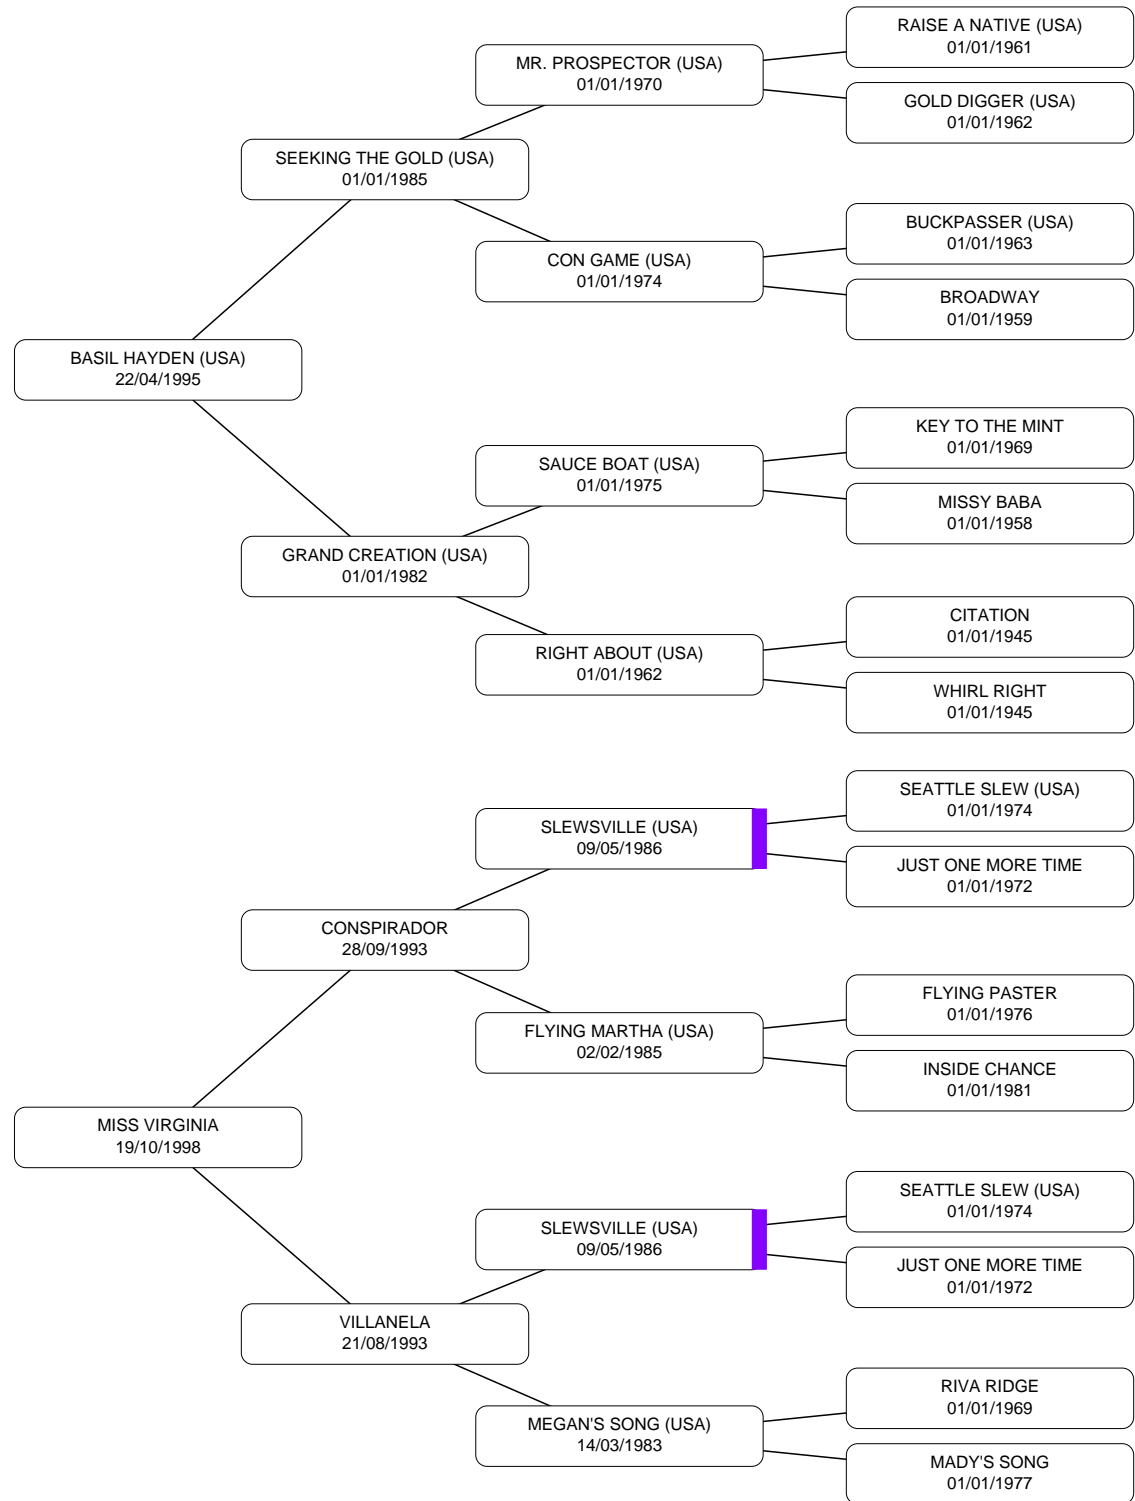 RAISE A NATIVE (USA)
01/01/1961
MR. PROSPECTOR (USA)
01/01/1970
GOLD DIGGER (USA)
01/01/1962
SEEKING THE GOLD (USA)
01/01/1985
BUCKPASSER (USA)
01/01/1963
CON GAME (USA)
01/01/1974
BROADWAY
01/01/1959
BASIL HAYDEN (USA)
22/04/1995
KEY TO THE MINT
01/01/1969
SAUCE BOAT (USA)
01/01/1975
MISSY BABA
01/01/1958
GRAND CREATION (USA)
01/01/1982
CITATION
01/01/1945
RIGHT ABOUT (USA)
01/01/1962
WHIRL RIGHT
01/01/1945
SEATTLE SLEW (USA)
01/01/1974
SLEWSVILLE (USA)
09/05/1986
JUST ONE MORE TIME
01/01/1972
CONSPIRADOR
28/09/1993
FLYING PASTER
01/01/1976
FLYING MARTHA (USA)
02/02/1985
INSIDE CHANCE
01/01/1981
MISS VIRGINIA
19/10/1998
SEATTLE SLEW (USA)
01/01/1974
SLEWSVILLE (USA)
09/05/1986
JUST ONE MORE TIME
01/01/1972
VILLANELA
21/08/1993
RIVA RIDGE
01/01/1969
MEGAN'S SONG (USA)
14/03/1983
MADY'S SONG
01/01/1977